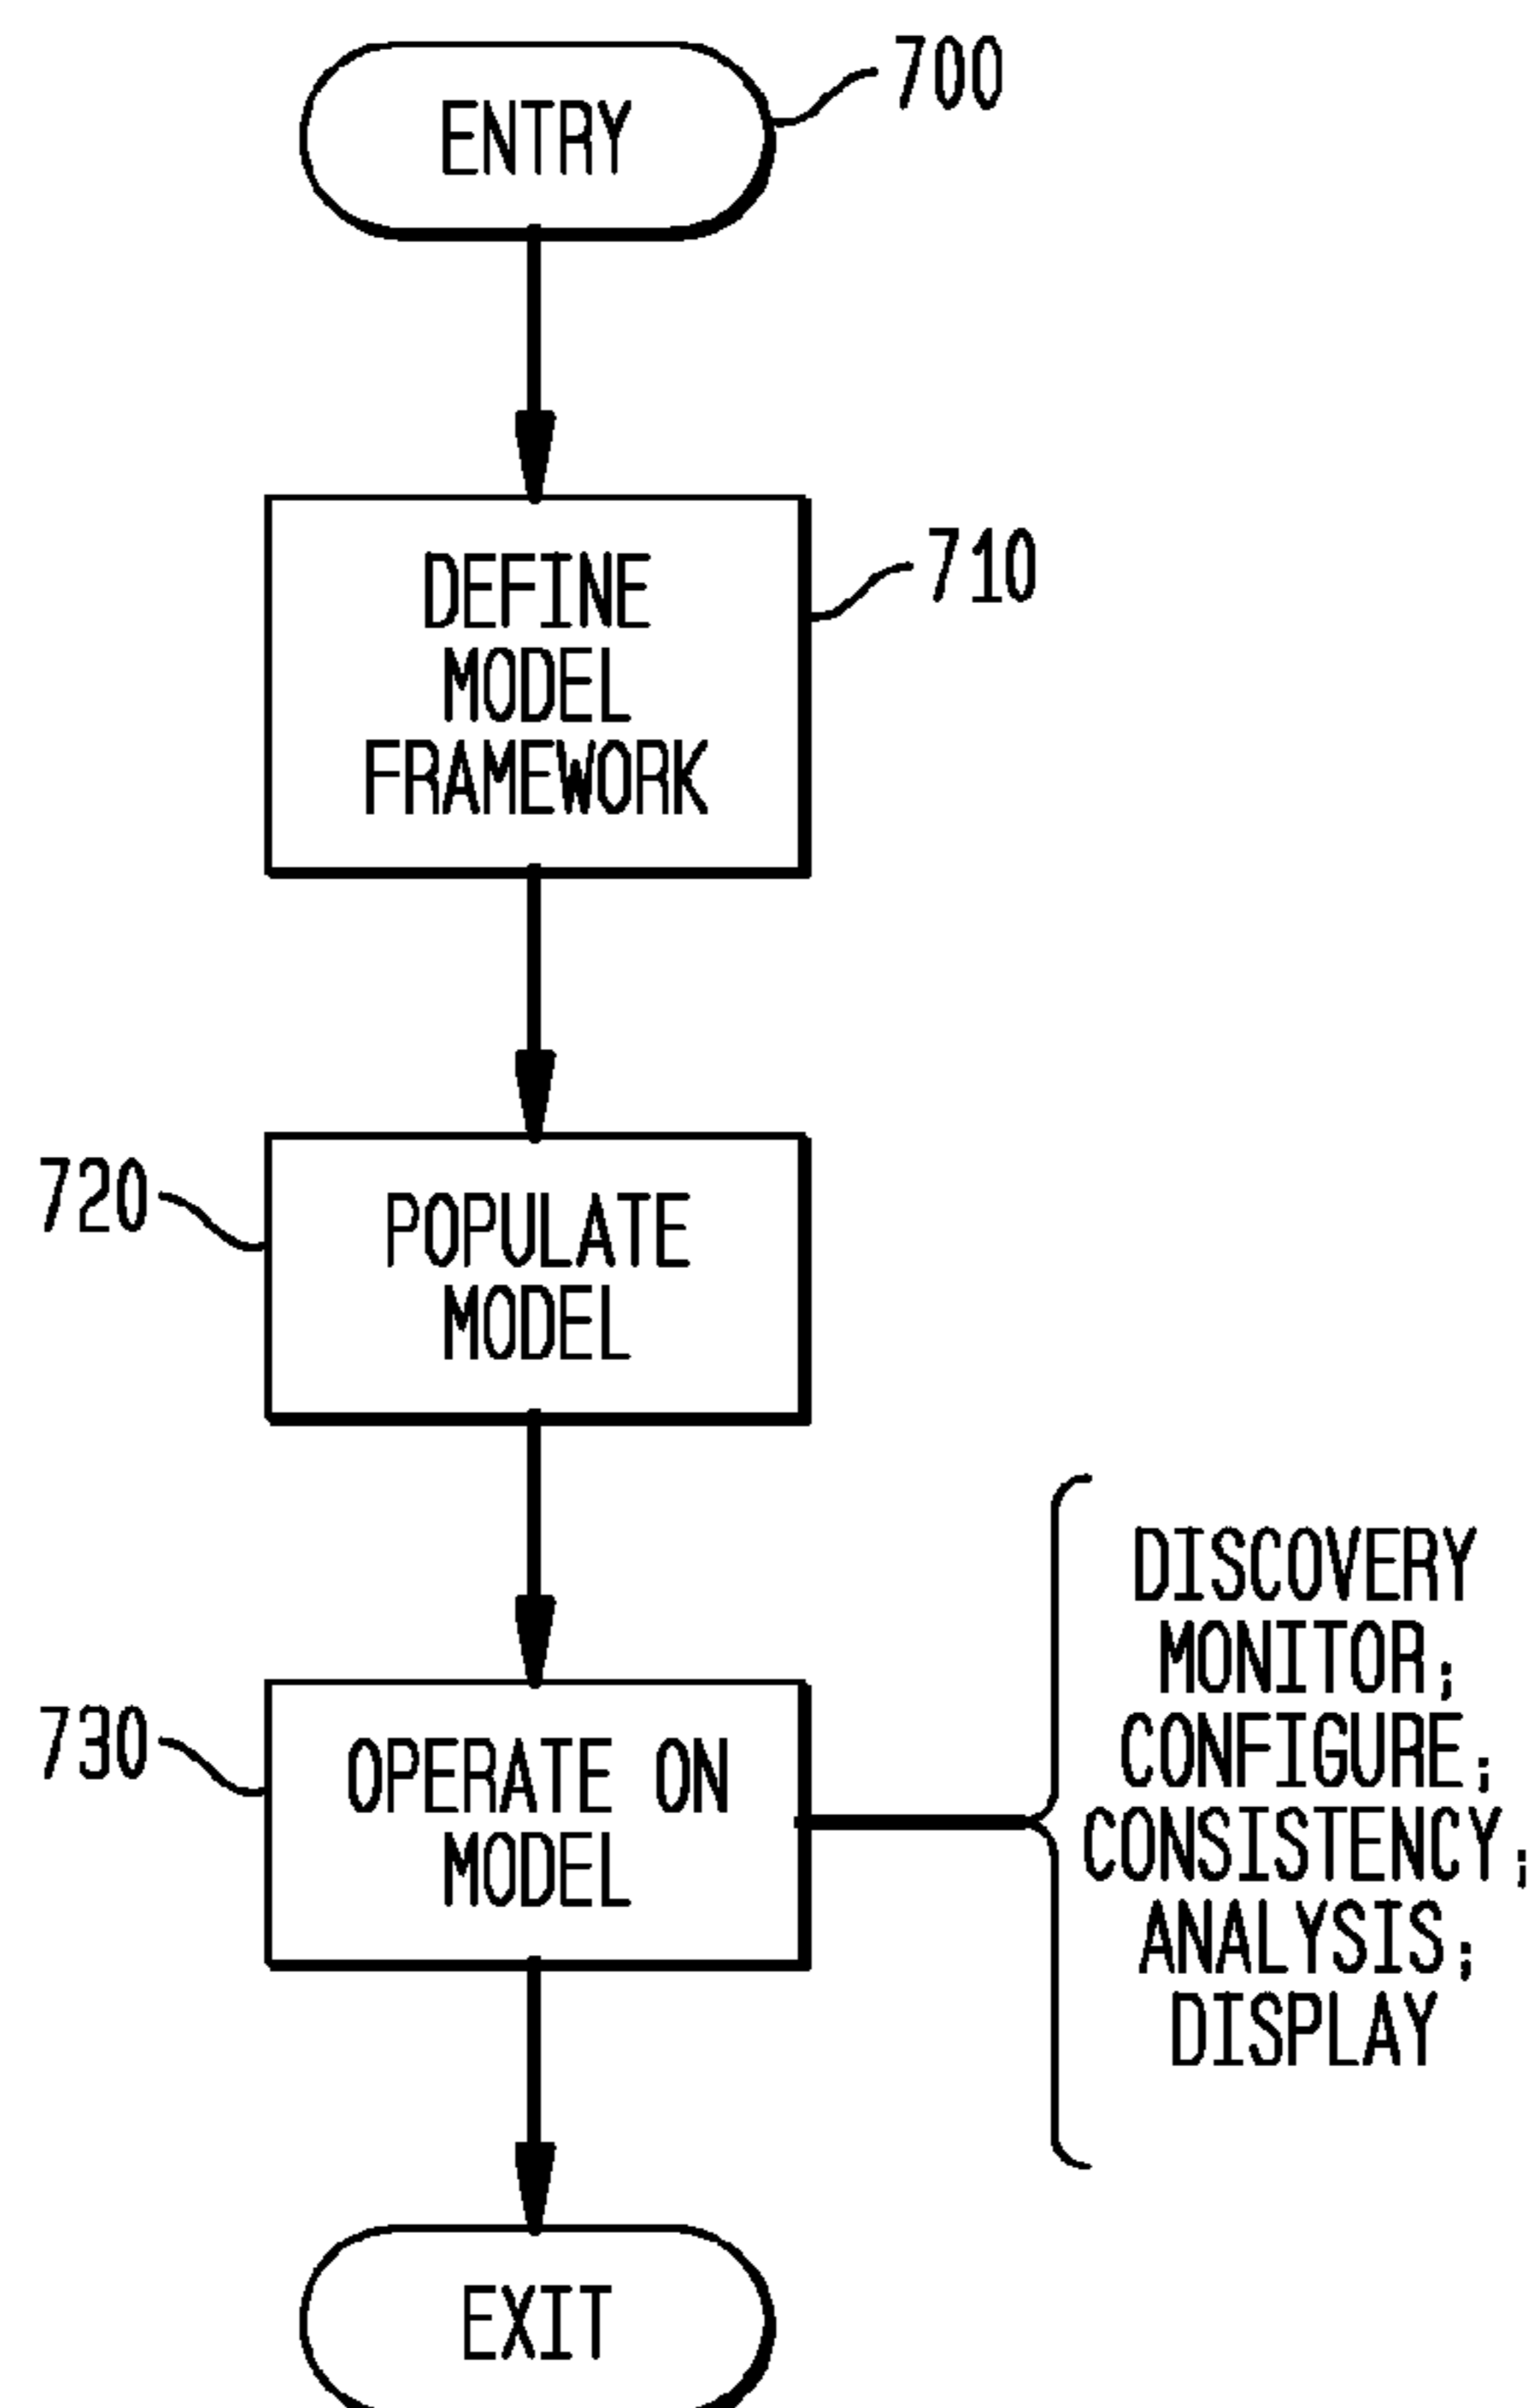 ENTRY
700
DEFINE
MODEL
FRAMEWORK
710
720
POPULATE
MODEL
730
OPERATE ON
MODEL
DISCOVERY
MONITOR;
CONFIGURE;
CONSISTENCY;
ANALYSIS;
DISPLAY
EXIT